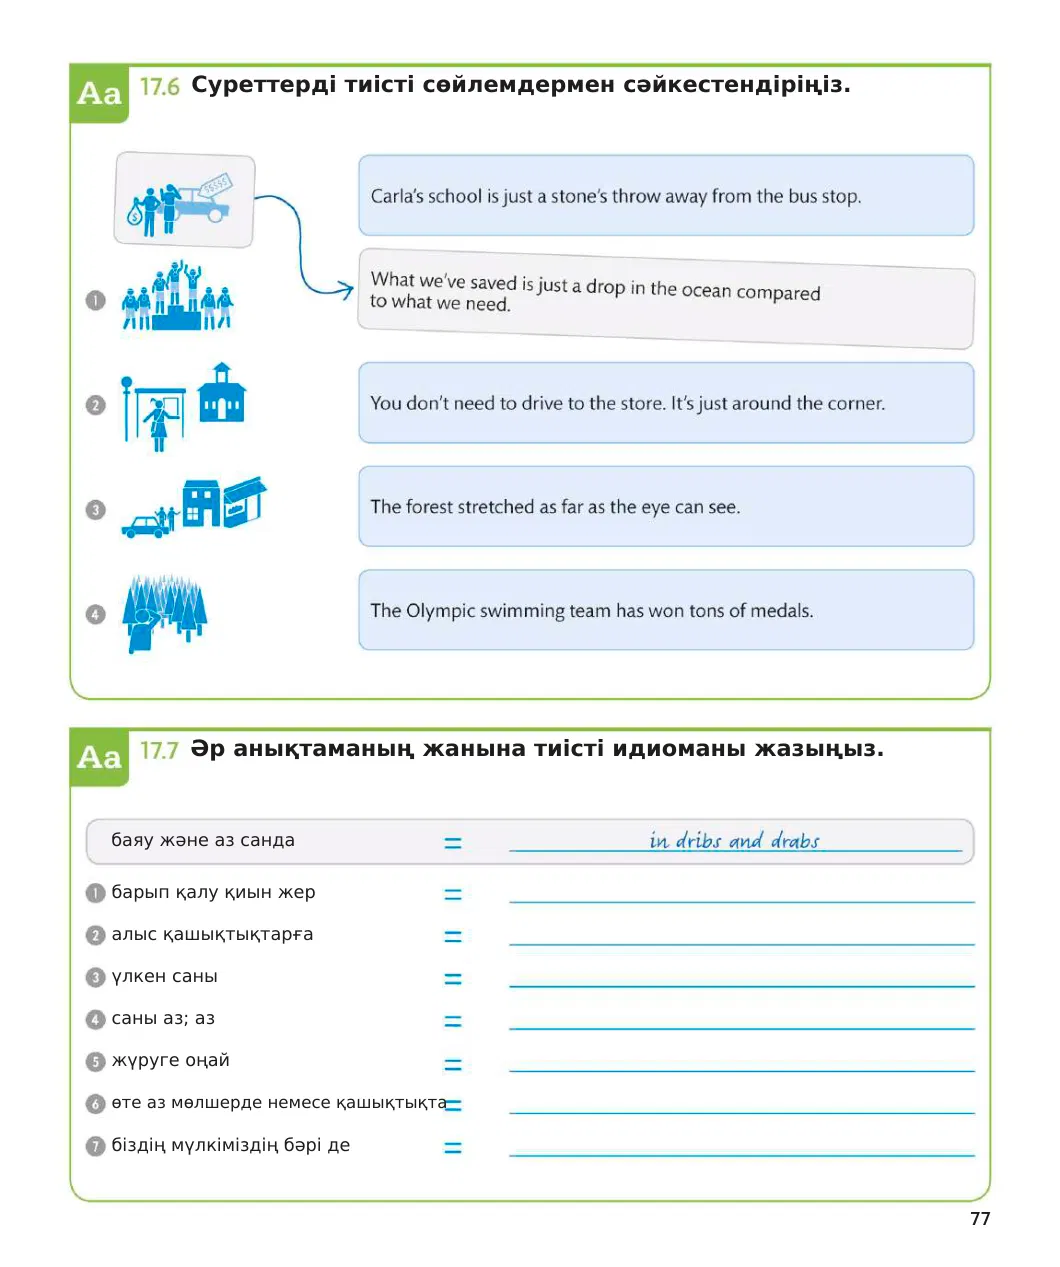 Aa 17.6 Суреттерді тиісті сөйлемдермен сәйкестендіріңіз.
$ $$$$$
Carla's school is just a stone's throw away from the bus stop.
What we've saved is just a drop in the ocean compared
to what we need.
1
2
You don't need to drive to the store. It's just around the corner.
3
The forest stretched as far as the eye can see.
4
The Olympic swimming team has won tons of medals.
Aa 17.7 Әр анықтаманың жанына тиісті идиоманы жазыңыз.
баяу және аз санда = in dribs and drabs
1 барып қалу қиын жер =
2 алыс қашықтықтарға =
3 үлкен саны =
4 саны аз; аз =
5 жүруге оңай =
6 өте аз мөлшерде немесе қашықтықта =
7 біздің мүлкіміздің бәрі де =
77